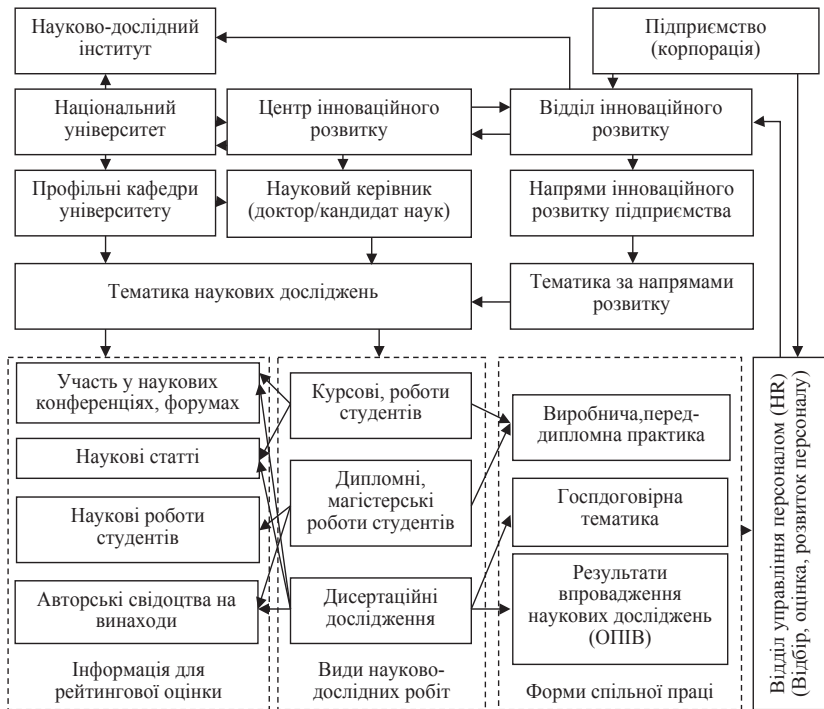 Науково-дослідний
інститут
Підприємство
(корпорація)
Національний
університет
Центр інноваційного
розвитку
Відділ інноваційного
розвитку
Профільні кафедри
університету
Науковий керівник
(доктор/кандидат наук)
Напрями інноваційного
розвитку підприємства
Тематика наукових досліджень
Тематика за напрямами
розвитку
Участь у наукових
конференціях, форумах
Наукові статті
Наукові роботи
студентів
Авторські свідоцтва на
винаходи
Інформація для
рейтингової оцінки
Курсові, роботи
студентів
Дипломні,
магістерські
роботи студентів
Дисертаційні
дослідження
Види науково-
дослідних робіт
Виробнича,перед-
дипломна практика
Госпдоговірна
тематика
Результати
впровадження
наукових досліджень
(ОПІВ)
Форми спільної праці
Відділ управління персоналом (HR)
(Відбір, оцінка, розвиток персоналу)